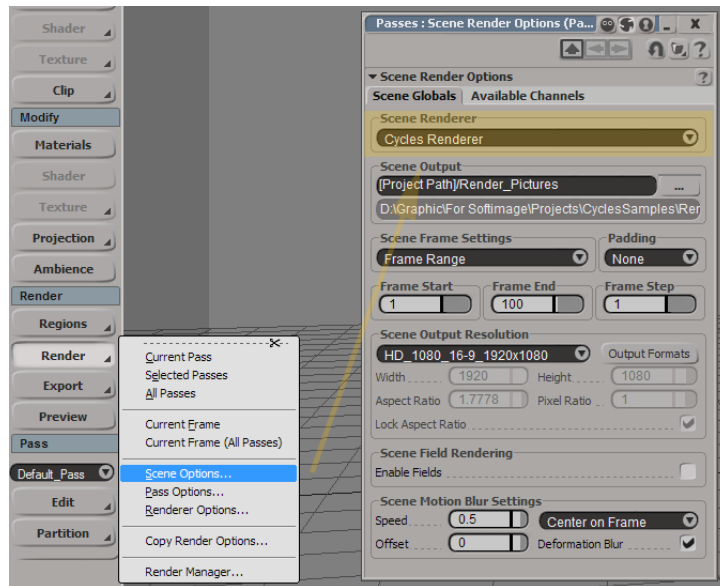 Shader
Texture
Clip
Modify
Materials
Shader
Texture
Projection
Ambience
Render
Regions
Render
Export
Preview
Pass
Default_Pass
Edit
Partition
Current Pass
Selected Passes
All Passes
Current Frame
Current Frame (All Passes)
Scene Options...
Pass Options...
Renderer Options...
Copy Render Options...
Render Manager...
Passes : Scene Render Options (Pa...
Scene Render Options
Scene Globals Available Channels
Scene Renderer
Cycles Renderer
Scene Output
[Project Path]/Render_Pictures ...
D:\Graphic\For Softimage\Projects\CyclesSamples\Rer
Scene Frame Settings Padding
Frame Range None
Frame Start Frame End Frame Step
1 100 1
Scene Output Resolution
HD_1080_16-9_1920x1080 Output Formats
Width 1920 Height 1080
Aspect Ratio 1.7778 Pixel Ratio 1
Lock Aspect Ratio
Scene Field Rendering
Enable Fields
Scene Motion Blur Settings
Speed 0.5 Center on Frame
Offset 0 Deformation Blur